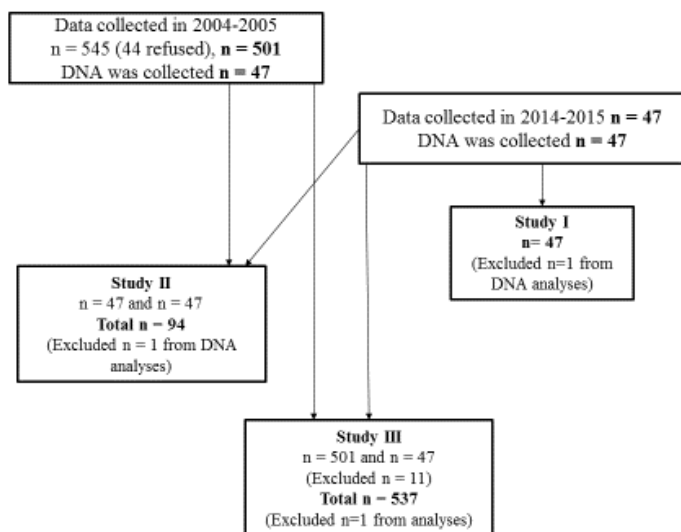 Data collected in 2004-2005
n = 545 (44 refused), n = 501
DNA was collected n = 47
Data collected in 2014-2015 n = 47
DNA was collected n = 47
Study I
n= 47
(Excluded n=1 from
DNA analyses)
Study II
n = 47 and n = 47
Total n = 94
(Excluded n = 1 from DNA
analyses)
Study III
n = 501 and n = 47
(Excluded n = 11)
Total n = 537
(Excluded n=1 from analyses)